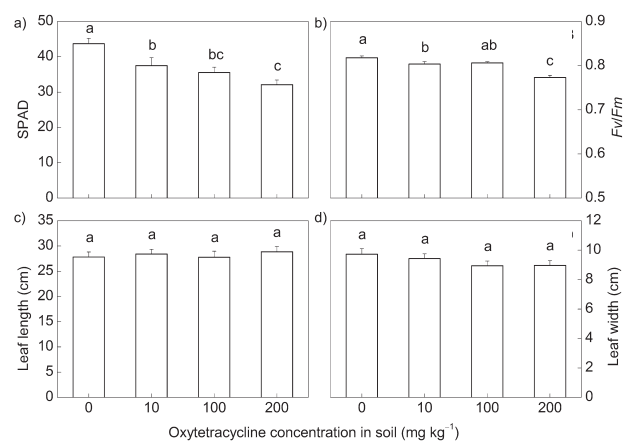 a)
50
40
30
20
10
0
SPAD
a
b
bc
c
b)
0.9
0.8
0.7
0.6
0.5
Fv/Fm
a
b
ab
c
c)
35
30
25
20
15
10
5
0
Leaf length (cm)
a
a
a
a
0
10
100
200
d)
12
10
8
6
4
2
0
Leaf width (cm)
a
a
a
a
0
10
100
200
Oxytetracycline concentration in soil (mg kg⁻¹)